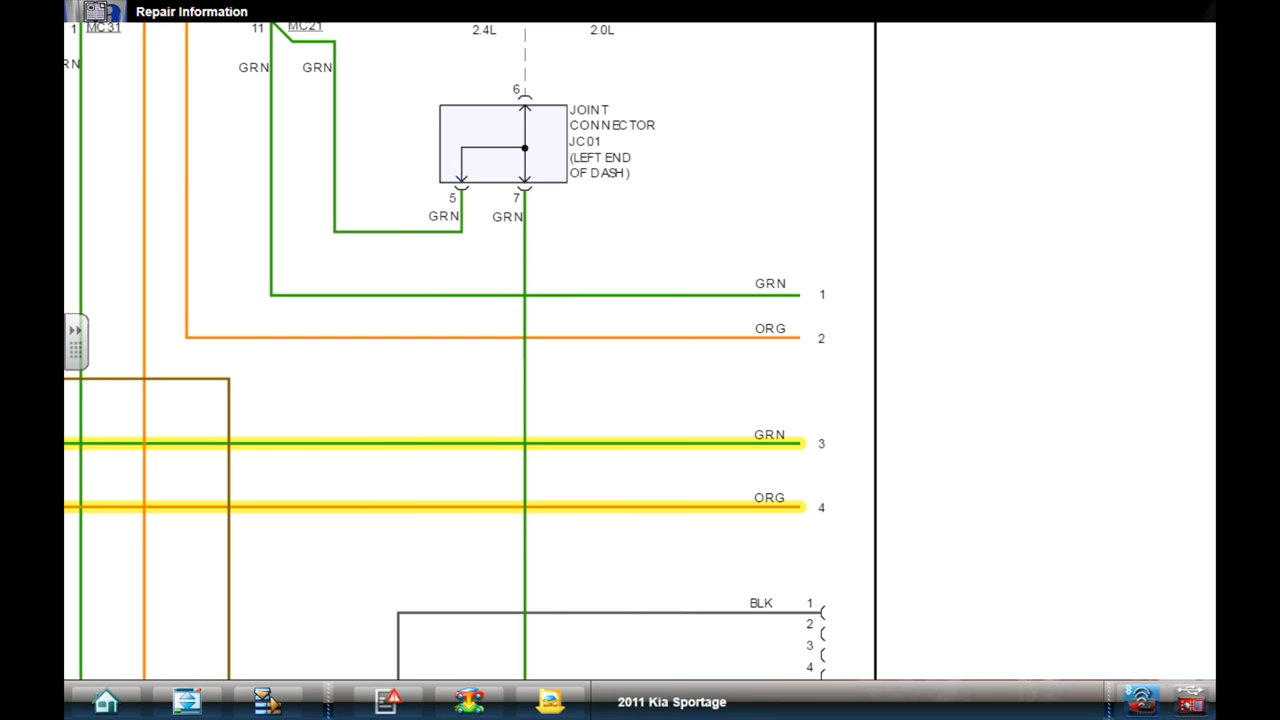 Repair Information
1 MC31
11 MC21
2.4L 2.0L
RN
GRN GRN
6
JOINT
CONNECTOR
JC01
(LEFT END
OF DASH)
5 7
GRN GRN
GRN
1
ORG
2
GRN
3
ORG
4
BLK 1
2
3
4
2011 Kia Sportage